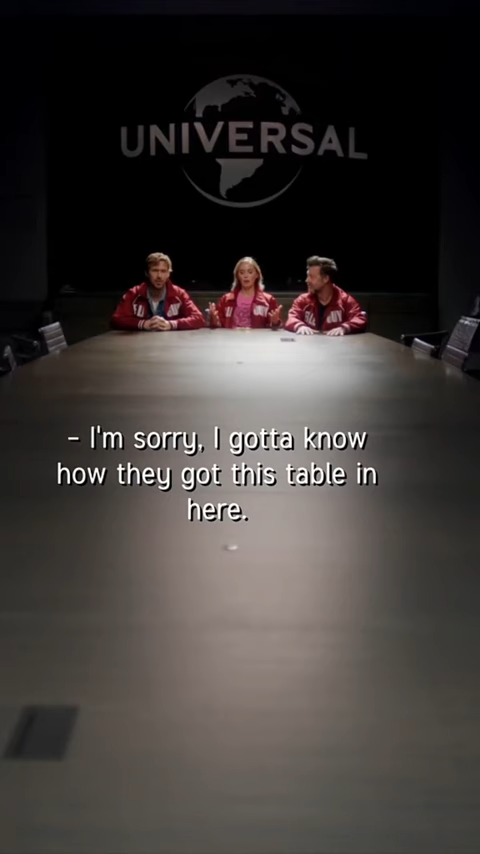 UNIVERSAL
- I'm sorry, I gotta know
how they got this table in
here.